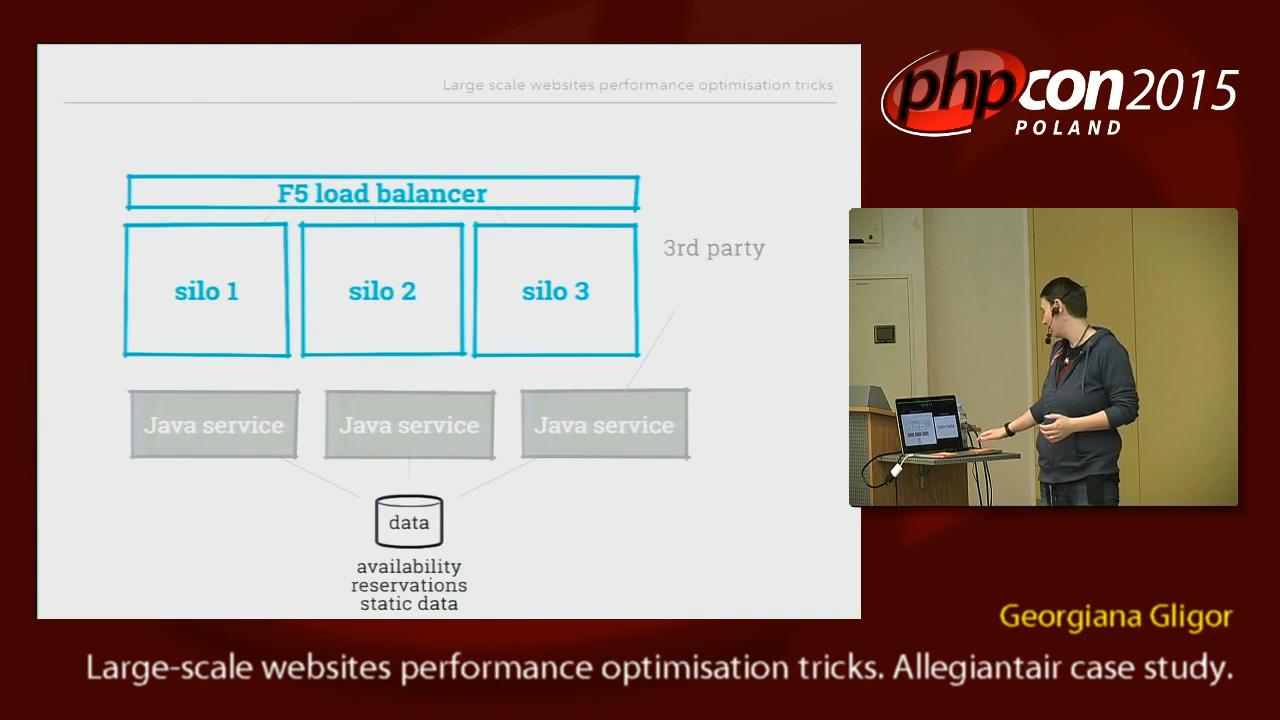 Large scale websites performance optimisation tricks
F5 load balancer
silo 1
silo 2
silo 3
3rd party
Java service
Java service
Java service
data
availability
reservations
static data
phpcon2015
POLAND
Georgiana Gligor
Large-scale websites performance optimisation tricks. Allegiantair case study.